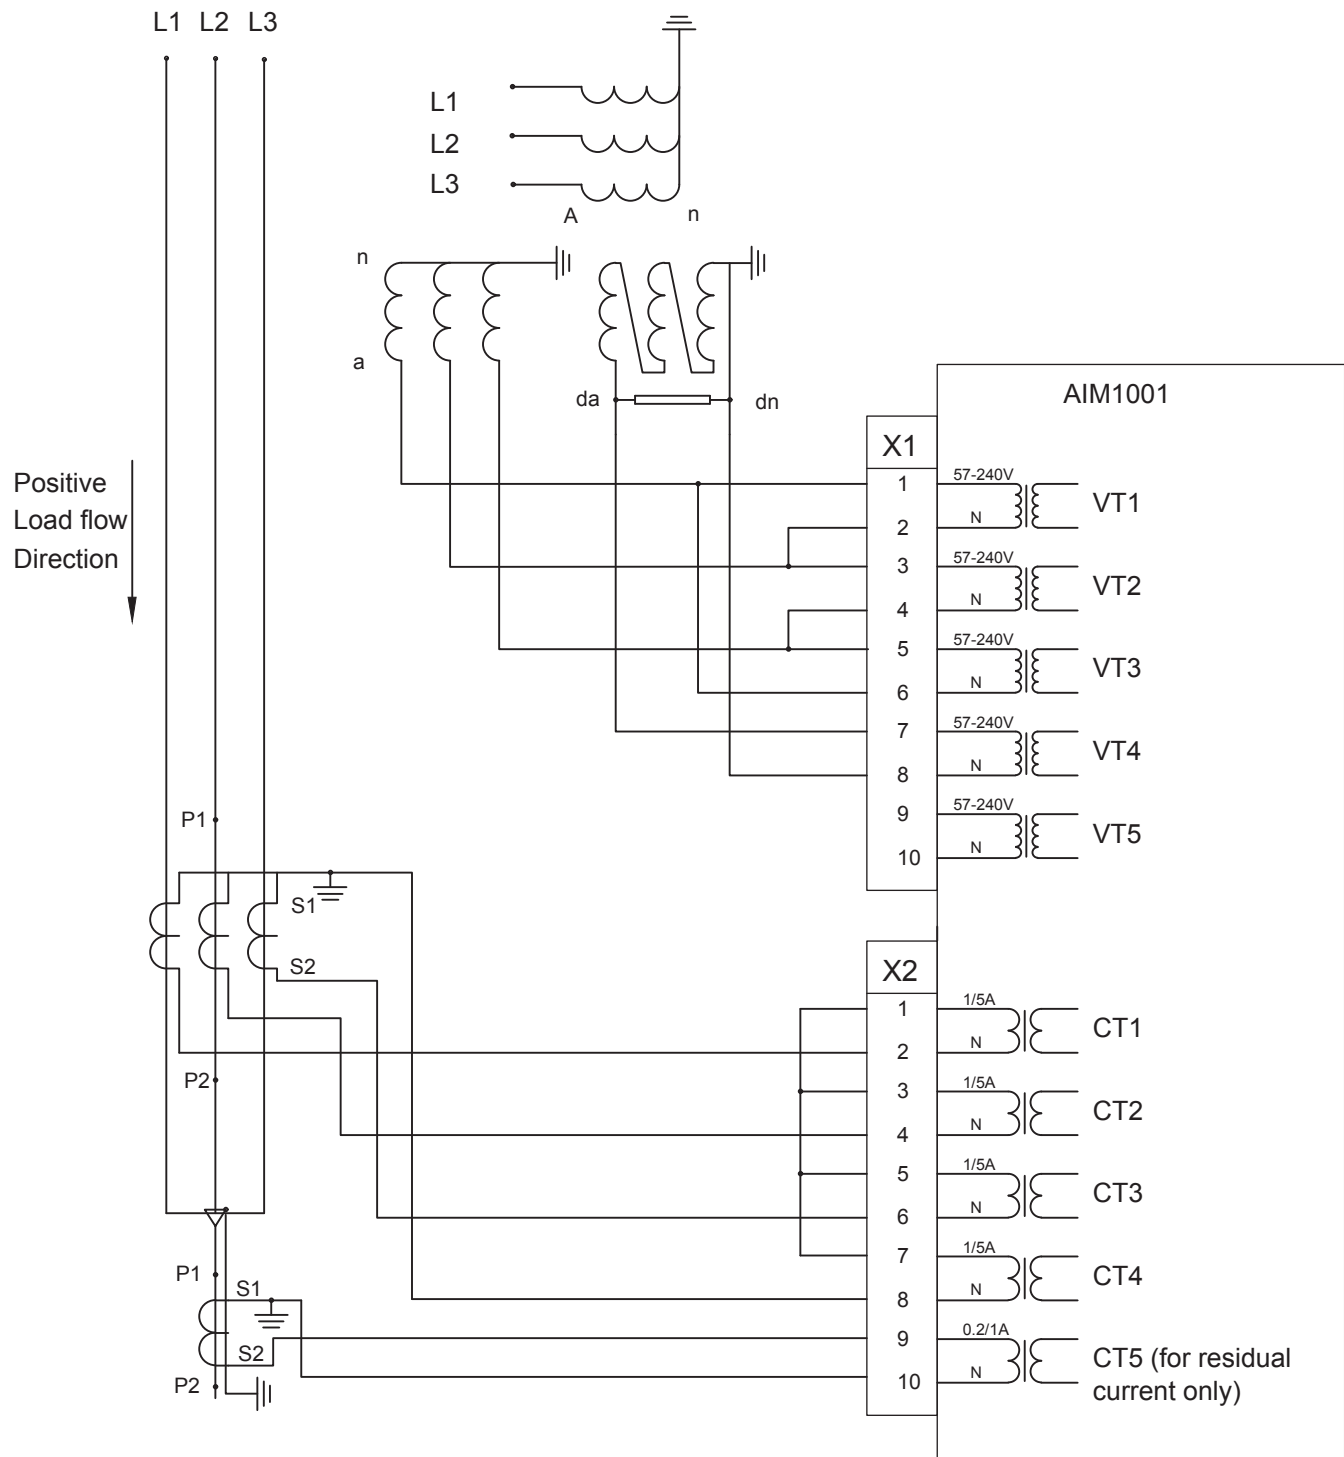 L1 L2 L3
L1
L2
L3
A n
n
a
da dn
Positive
Load flow
Direction
AIM1001
X1
1 57-240V
VT1
2 N
3 57-240V
VT2
4 N
5 57-240V
VT3
6 N
7 57-240V
VT4
8 N
9 57-240V
VT5
10 N
P1
S1
S2
P2
X2
1 1/5A
CT1
2 N
3 1/5A
CT2
4 N
5 1/5A
CT3
6 N
7 1/5A
CT4
8 N
9 0.2/1A
CT5 (for residual
current only)
10 N
P1
S1
S2
P2